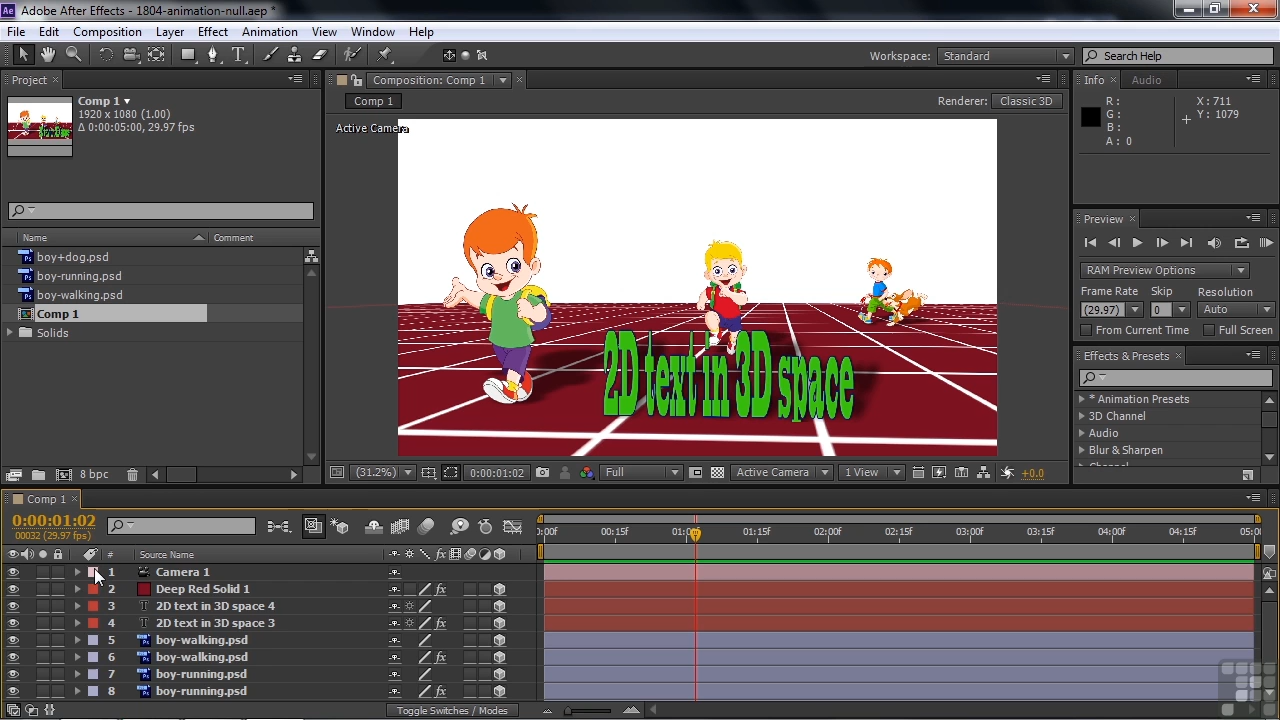 Adobe After Effects - 1804-animation-null.aep *
File Edit Composition Layer Effect Animation View Window Help
Workspace: Standard Search Help
Project
Composition: Comp 1
Info Audio
Comp 1
1920 x 1080 (1.00)
Δ 0:00:05:00, 29.97 fps
Comp 1
Renderer: Classic 3D
Active Camera
R :
G :
B :
A : 0
X : 711
Y : 1079
Name Comment
boy+dog.psd
boy-running.psd
boy-walking.psd
Comp 1
Solids
2D text in 3D space
Preview
RAM Preview Options
Frame Rate Skip Resolution
(29.97) 0 Auto
From Current Time Full Screen
Effects & Presets
* Animation Presets
3D Channel
Audio
Blur & Sharpen
Channel
8 bpc
(31.2%) 0:00:01:02 Full Active Camera 1 View +0.0
Comp 1
0:00:01:02
00032 (29.97 fps)
:00f 00:15f 01:00f 01:15f 02:00f 02:15f 03:00f 03:15f 04:00f 04:15f 05:00
# Source Name
1 Camera 1
2 Deep Red Solid 1
3 T 2D text in 3D space 4
4 T 2D text in 3D space 3
5 boy-walking.psd
6 boy-walking.psd
7 boy-running.psd
8 boy-running.psd
Toggle Switches / Modes